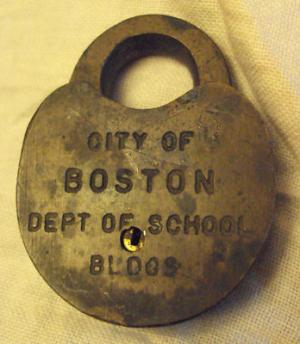 CITY OF
BOSTON
DEPT OF SCHOOL
BLDGS